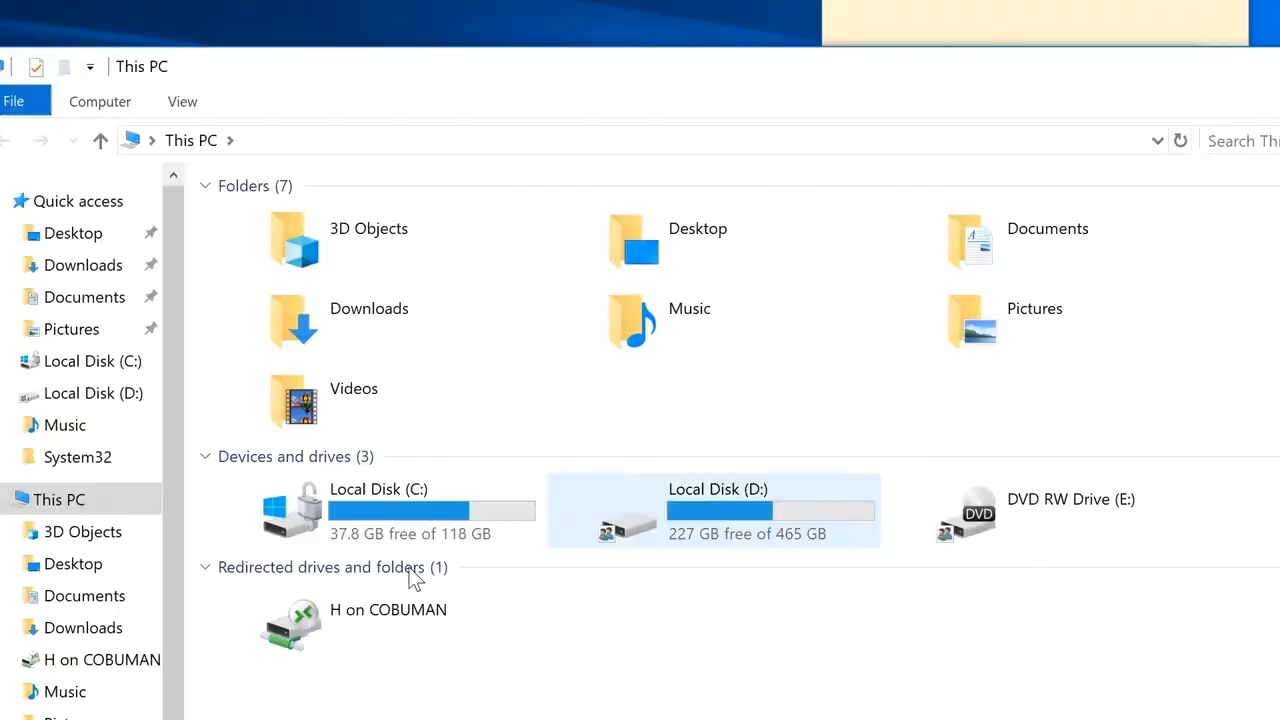 This PC
File
Computer
View
This PC
Search Thi
Quick access
Desktop
Downloads
Documents
Pictures
Local Disk (C:)
Local Disk (D:)
Music
System32
This PC
3D Objects
Desktop
Documents
Downloads
H on COBUMAN
Music
Folders (7)
3D Objects
Desktop
Documents
Downloads
Music
Pictures
Videos
Devices and drives (3)
Local Disk (C:)
37.8 GB free of 118 GB
Local Disk (D:)
227 GB free of 465 GB
DVD RW Drive (E:)
DVD
Redirected drives and folders (1)
H on COBUMAN